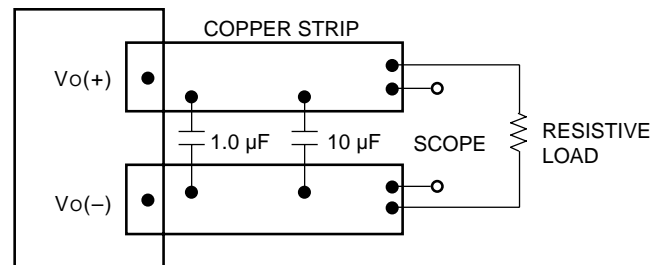 COPPER STRIP
VO(+)
1.0 µF
10 µF
SCOPE
RESISTIVE
LOAD
VO(–)